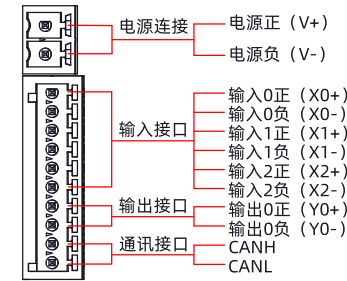 电源连接
电源正（V+）
电源负（V-）
输入接口
输入0正（X0+）
输入0负（X0-）
输入1正（X1+）
输入1负（X1-）
输入2正（X2+）
输入2负（X2-）
输出接口
输出0正（Y0+）
输出0负（Y0-）
通讯接口
CANH
CANL